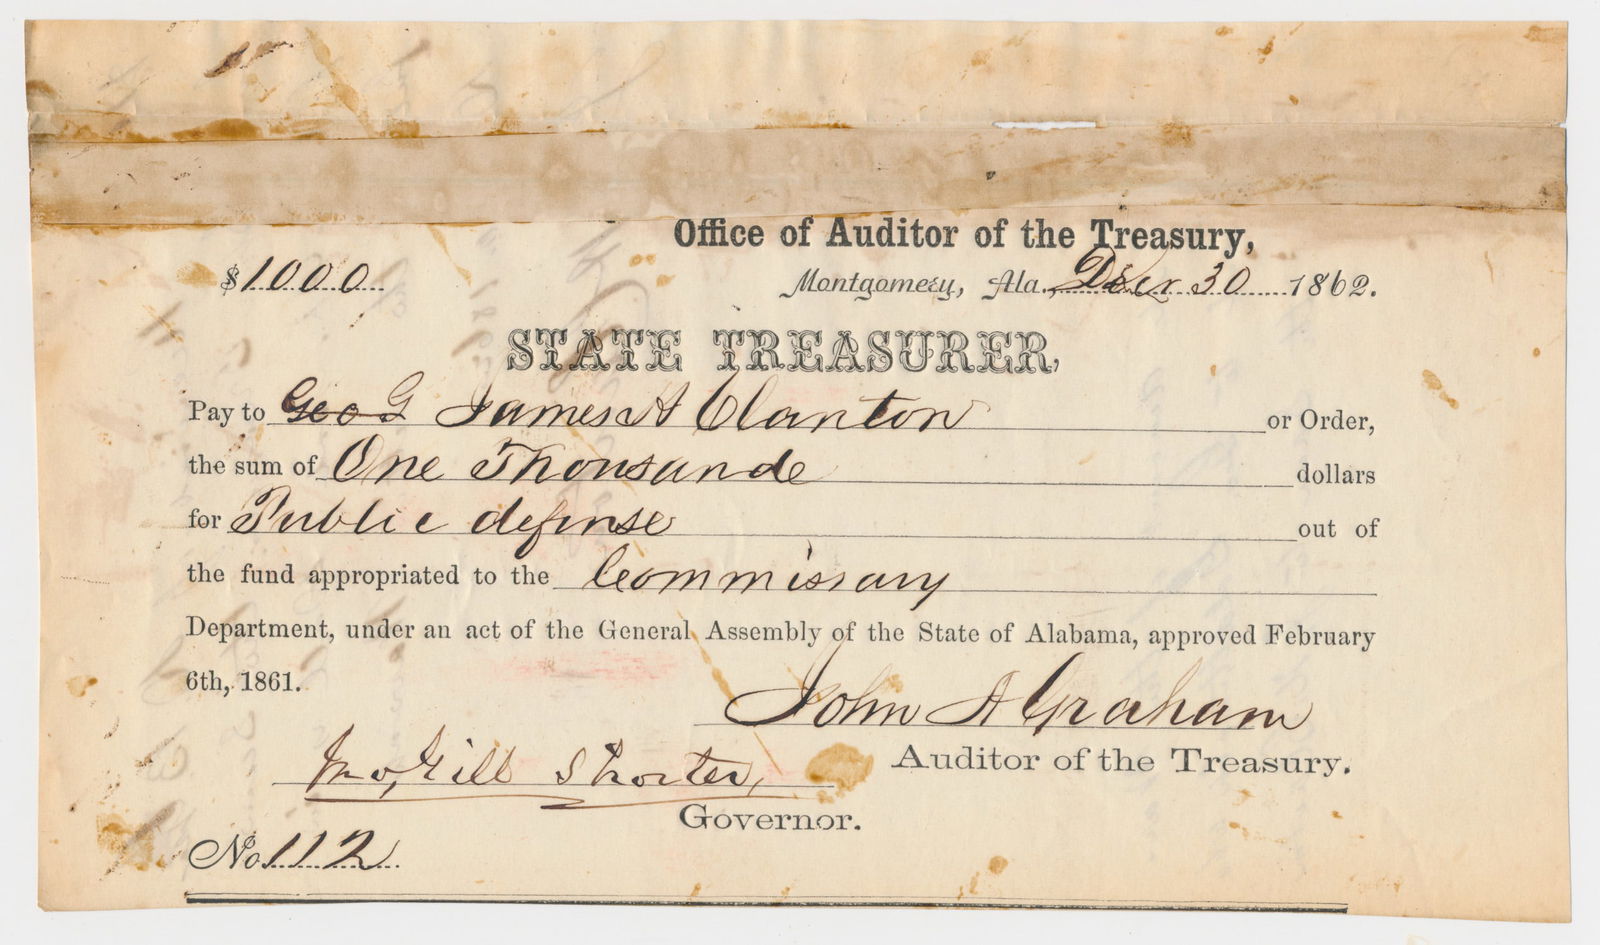 Office of Auditor of the Treasury,
$1000 Montgomery, Ala., Decr 30 1862.
STATE TREASURER,
Pay to Geo G James A Clanton or Order,
the sum of One Thousande dollars
for Public defense out of
the fund appropriated to the Commissary
Department, under an act of the General Assembly of the State of Alabama, approved February
6th, 1861.
John A Graham
Auditor of the Treasury.
Jno, Gill Shorter,
Governor.
No. 112